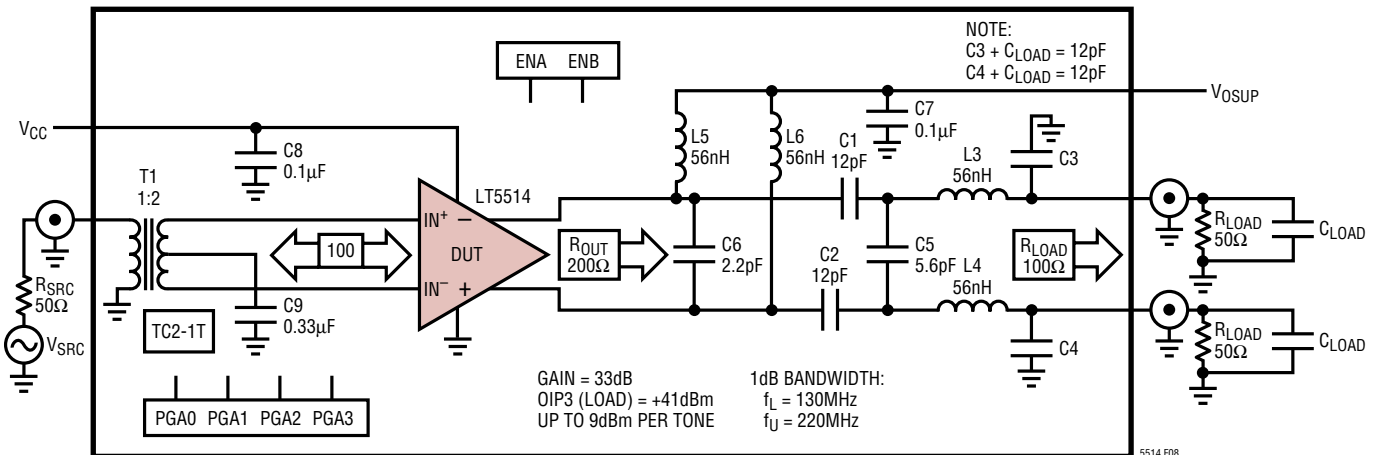 NOTE:
C3 + CLOAD = 12pF
C4 + CLOAD = 12pF
ENA ENB
VOSUP
VCC
C8
0.1µF
L5
56nH
L6
56nH
C1
12pF
C7
0.1µF
L3
56nH
C3
T1
1:2
LT5514
IN+ −
DUT
IN− +
100
ROUT
200Ω
C6
2.2pF
C2
12pF
C5
5.6pF
L4
56nH
RLOAD
100Ω
RLOAD
50Ω
CLOAD
RSRC
50Ω
VSRC
TC2-1T
C9
0.33µF
C4
RLOAD
50Ω
CLOAD
PGA0 PGA1 PGA2 PGA3
GAIN = 33dB
OIP3 (LOAD) = +41dBm
UP TO 9dBm PER TONE
1dB BANDWIDTH:
fL = 130MHz
fU = 220MHz
5514 F08